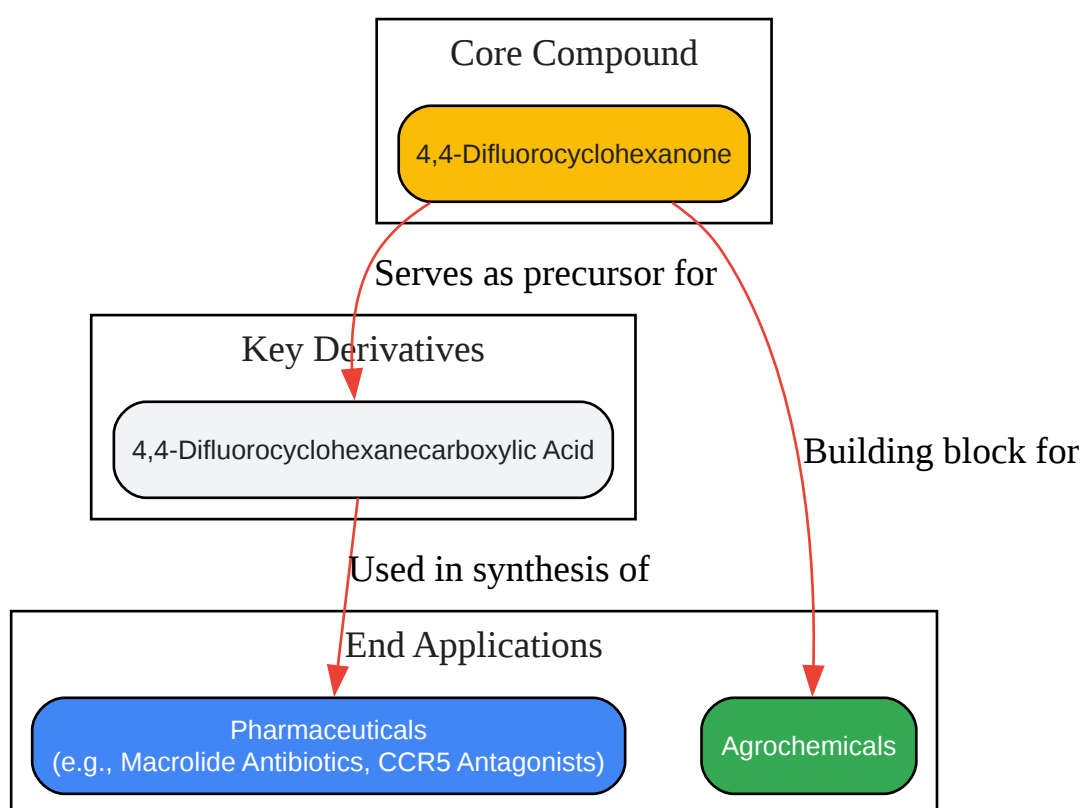 Core Compound
4,4-Difluorocyclohexanone
Serves as precursor for
Key Derivatives
4,4-Difluorocyclohexanecarboxylic Acid
Building block for
Used in synthesis of
End Applications
Pharmaceuticals
(e.g., Macrolide Antibiotics, CCR5 Antagonists)
Agrochemicals